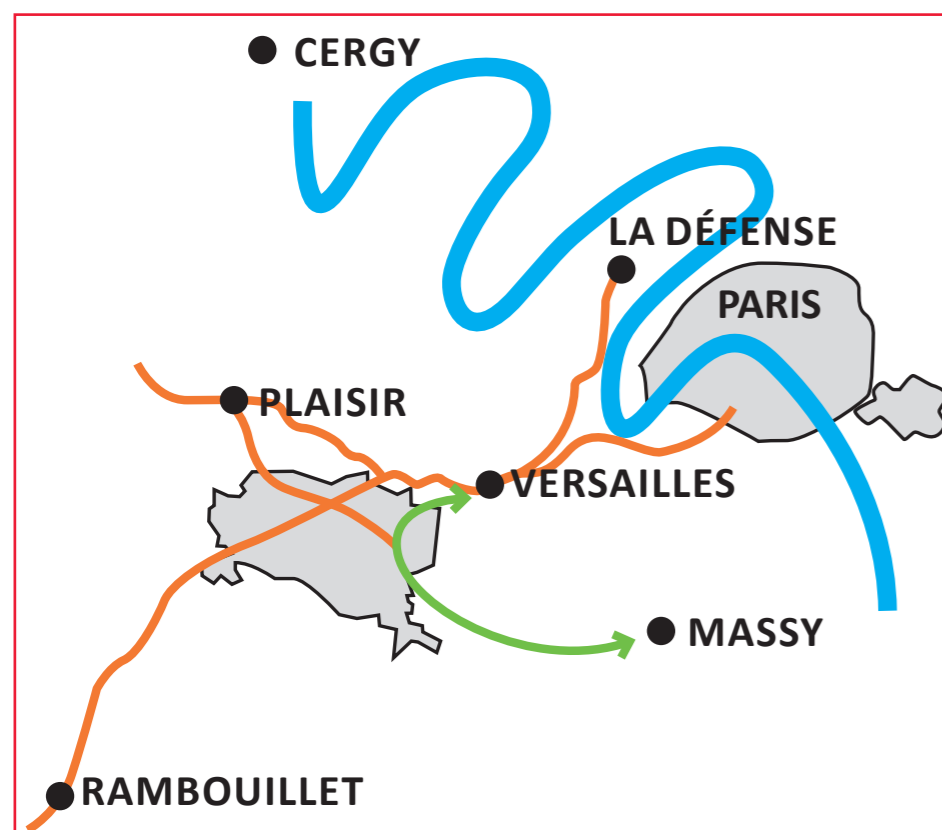 CERGY
LA DÉFENSE
PARIS
PLAISIR
VERSAILLES
MASSY
RAMBOUILLET